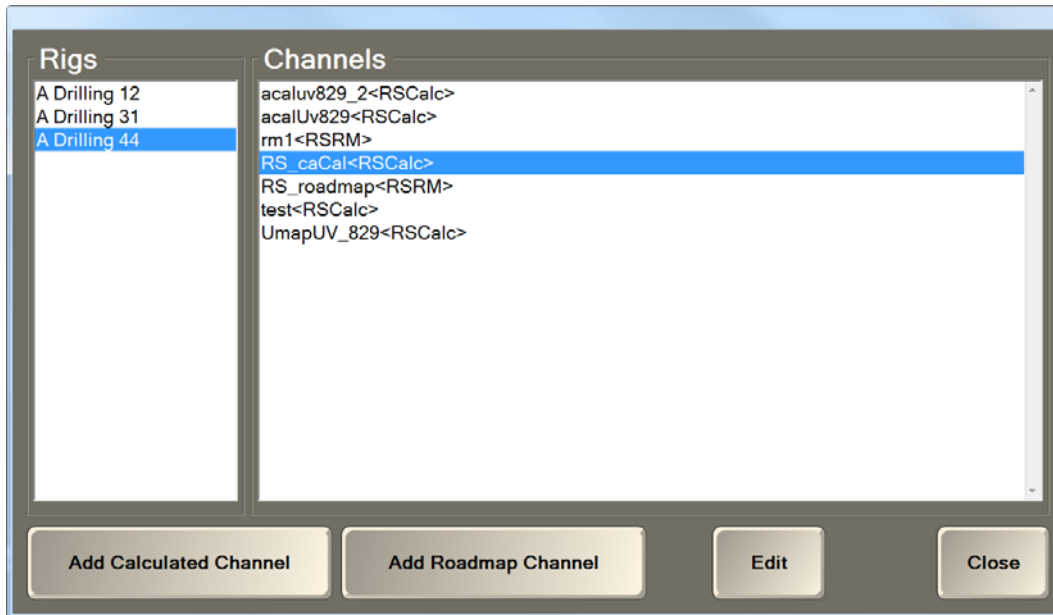 Rigs
A Drilling 12
A Drilling 31
A Drilling 44
Channels
acaluv829_2<RSCalc>
acalUv829<RSCalc>
rm1<RSRM>
RS_caCal<RSCalc>
RS_roadmap<RSRM>
test<RSCalc>
UmapUV_829<RSCalc>
Add Calculated Channel
Add Roadmap Channel
Edit
Close